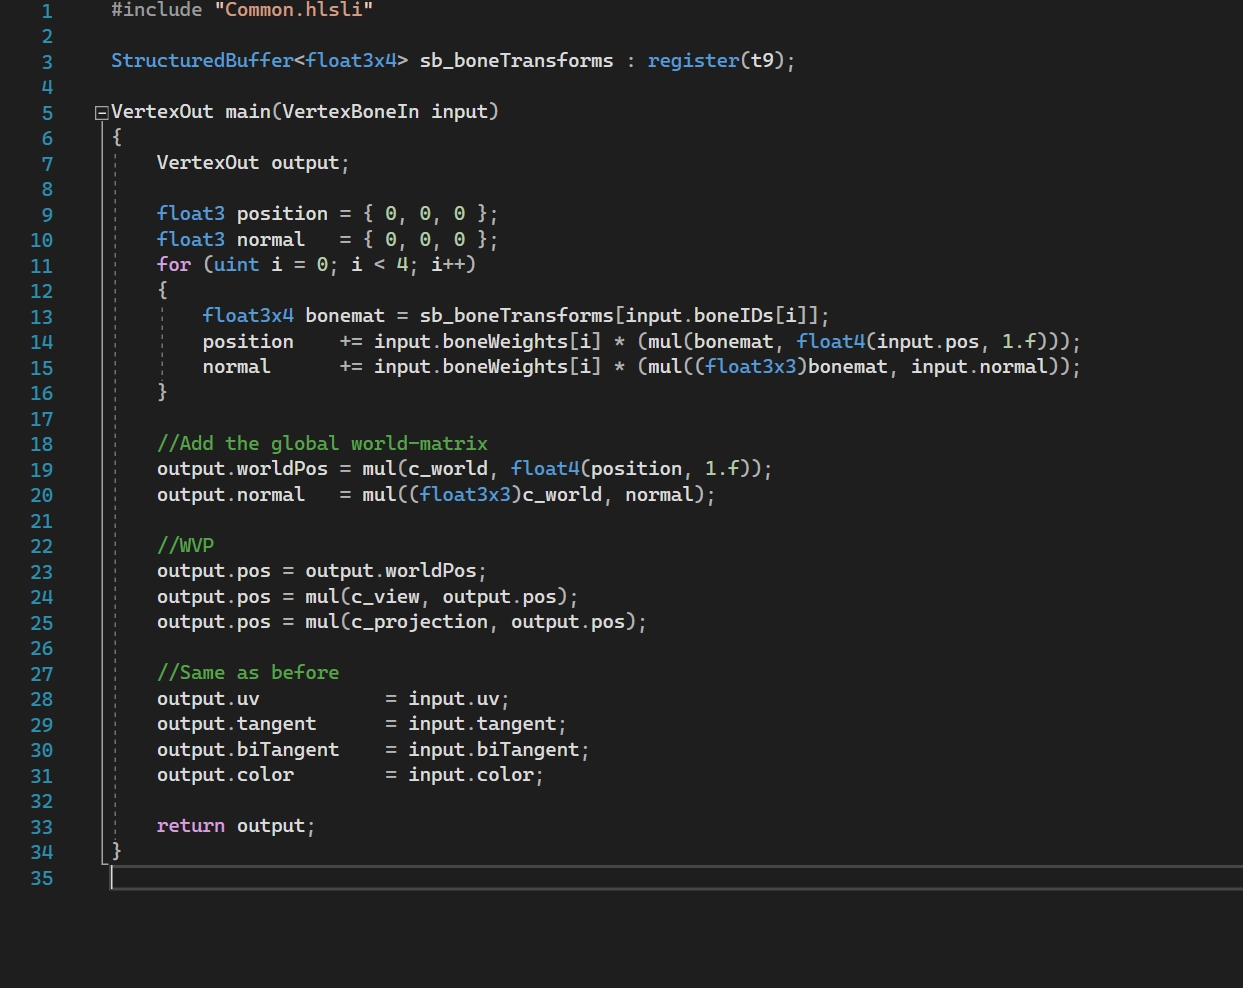 1 #include "Common.hlsli"
2
3 StructuredBuffer<float3x4> sb_boneTransforms : register(t9);
4
5 VertexOut main(VertexBoneIn input)
6 {
7     VertexOut output;
8
9     float3 position = { 0, 0, 0 };
10     float3 normal   = { 0, 0, 0 };
11     for (uint i = 0; i < 4; i++)
12     {
13         float3x4 bonemat = sb_boneTransforms[input.boneIDs[i]];
14         position    += input.boneWeights[i] * (mul(bonemat, float4(input.pos, 1.f)));
15         normal      += input.boneWeights[i] * (mul((float3x3)bonemat, input.normal));
16     }
17
18     //Add the global world-matrix
19     output.worldPos = mul(c_world, float4(position, 1.f));
20     output.normal   = mul((float3x3)c_world, normal);
21
22     //WVP
23     output.pos = output.worldPos;
24     output.pos = mul(c_view, output.pos);
25     output.pos = mul(c_projection, output.pos);
26
27     //Same as before
28     output.uv           = input.uv;
29     output.tangent      = input.tangent;
30     output.biTangent    = input.biTangent;
31     output.color        = input.color;
32
33     return output;
34 }
35